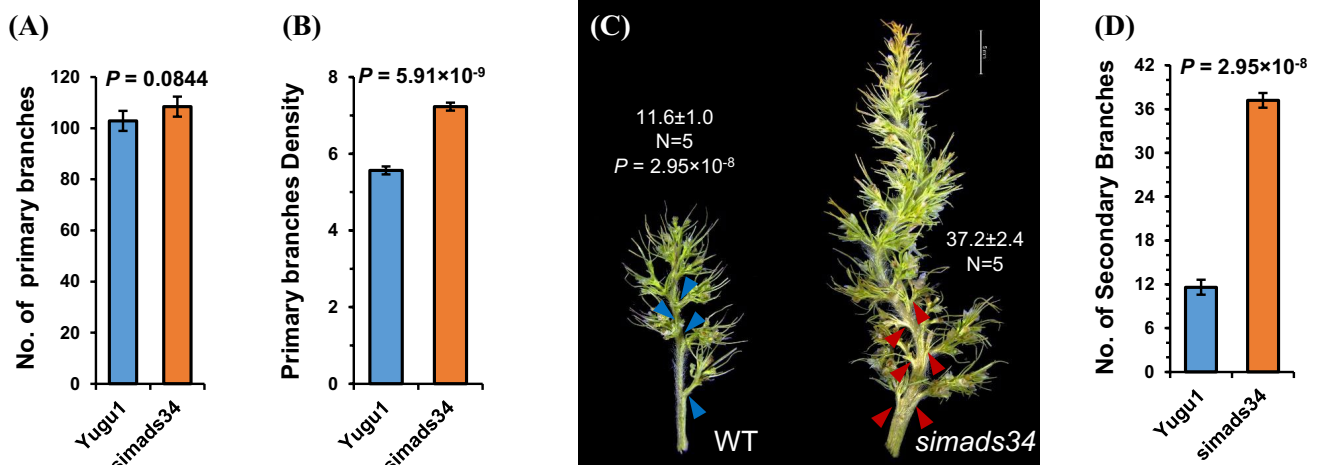 (A)
P = 0.0844
No. of primary branches
120
100
80
60
40
20
0
Yugu1
simads34
(B)
P = 5.91×10-9
Primary branches Density
8
6
4
2
0
Yugu1
simads34
(C)
5mm
11.6±1.0
N=5
P = 2.95×10-8
37.2±2.4
N=5
WT
simads34
(D)
P = 2.95×10-8
No. of Secondary Branches
42
36
30
24
18
12
6
0
Yugu1
simads34